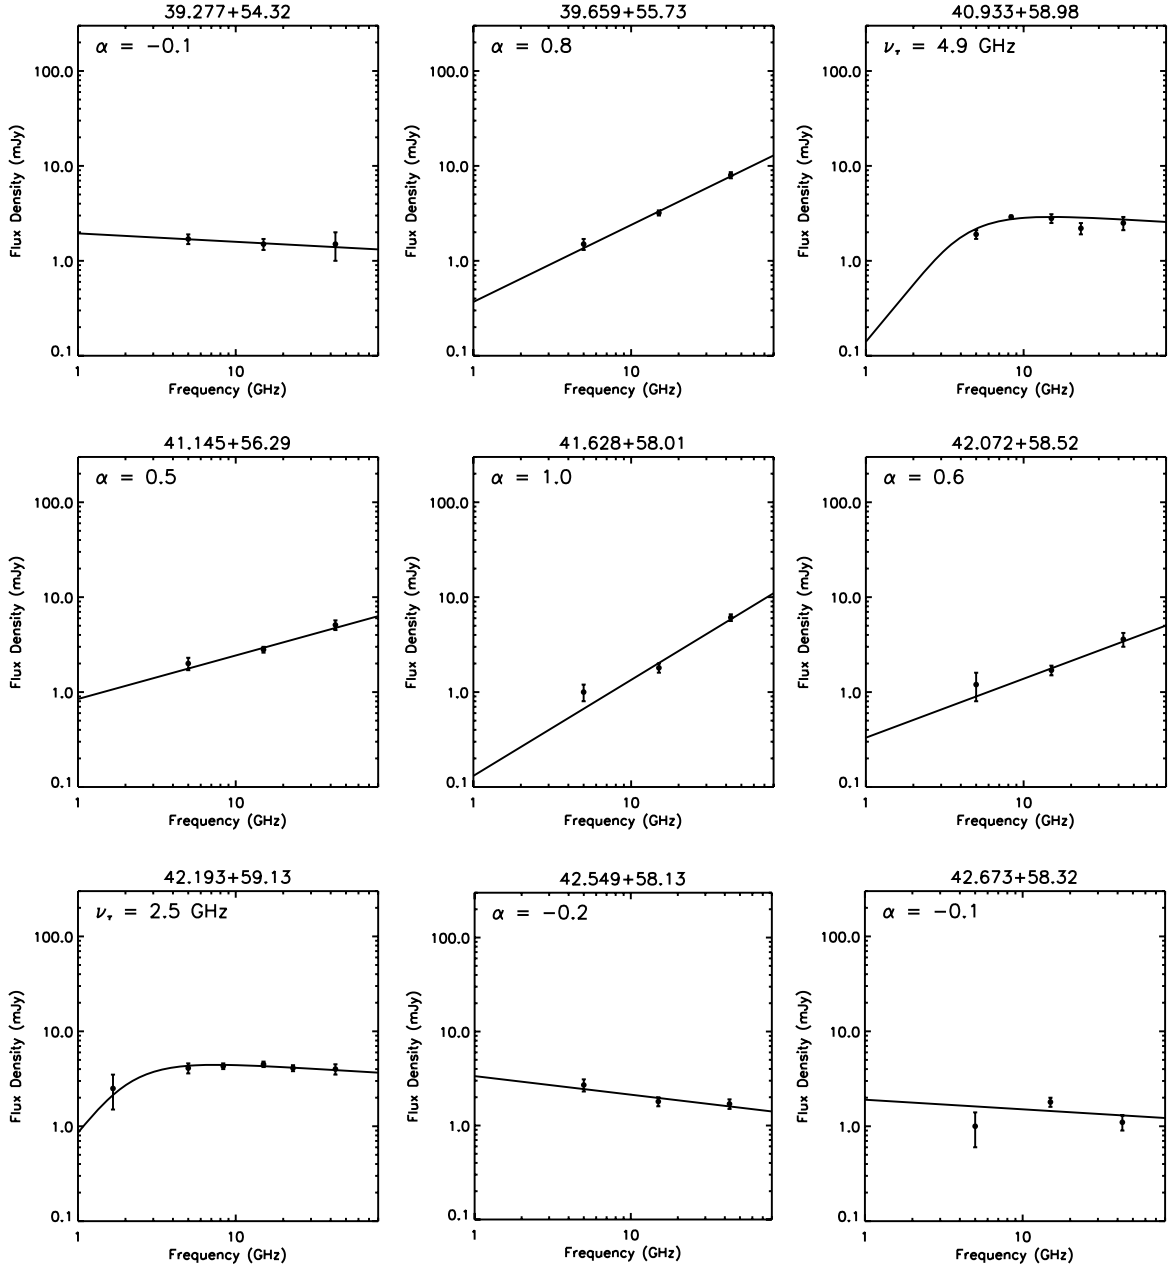 39.277+54.32
α = −0.1
100.0
10.0
1.0
0.1
Flux Density (mJy)
1
10
Frequency (GHz)
39.659+55.73
α = 0.8
100.0
10.0
1.0
0.1
Flux Density (mJy)
1
10
Frequency (GHz)
40.933+58.98
ντ = 4.9 GHz
100.0
10.0
1.0
0.1
Flux Density (mJy)
1
10
Frequency (GHz)
41.145+56.29
α = 0.5
100.0
10.0
1.0
0.1
Flux Density (mJy)
1
10
Frequency (GHz)
41.628+58.01
α = 1.0
100.0
10.0
1.0
0.1
Flux Density (mJy)
1
10
Frequency (GHz)
42.072+58.52
α = 0.6
100.0
10.0
1.0
0.1
Flux Density (mJy)
1
10
Frequency (GHz)
42.193+59.13
ντ = 2.5 GHz
100.0
10.0
1.0
0.1
Flux Density (mJy)
1
10
Frequency (GHz)
42.549+58.13
α = −0.2
100.0
10.0
1.0
0.1
Flux Density (mJy)
1
10
Frequency (GHz)
42.673+58.32
α = −0.1
100.0
10.0
1.0
0.1
Flux Density (mJy)
1
10
Frequency (GHz)